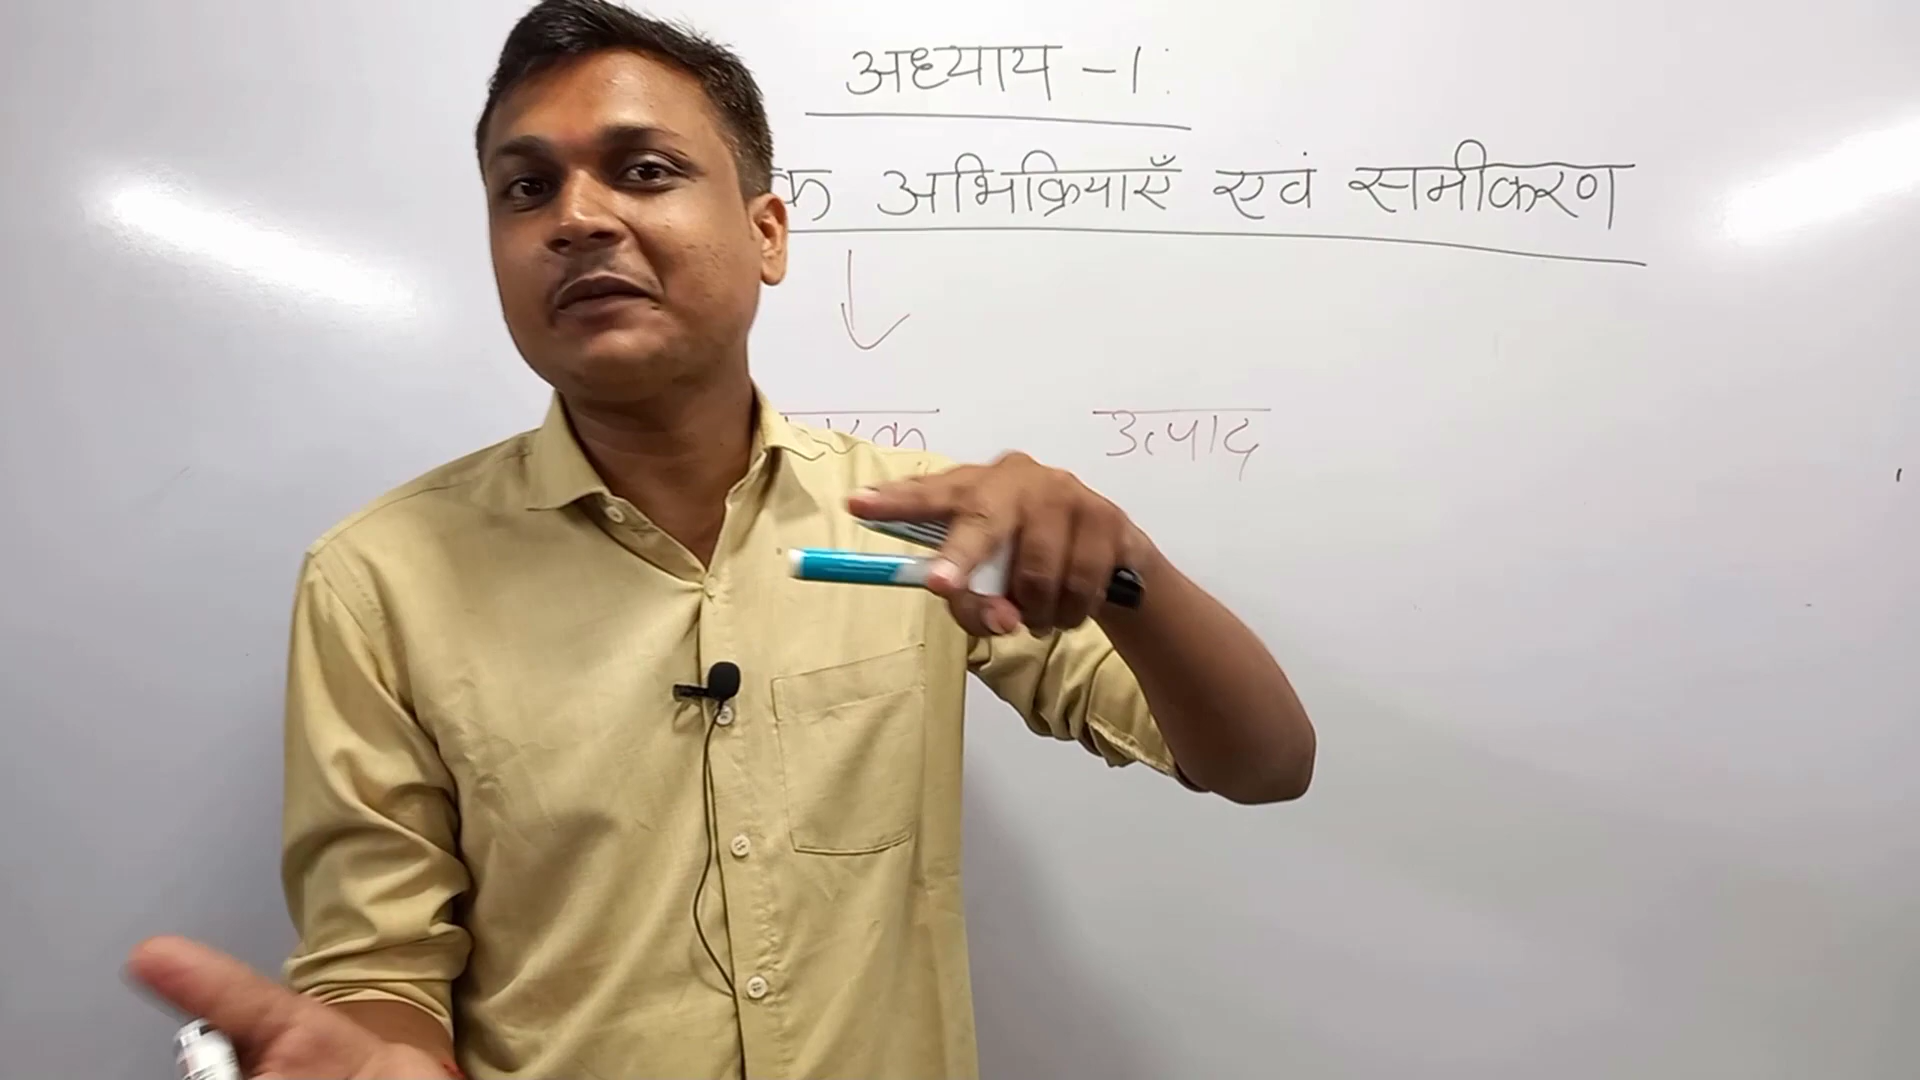 अध्याय -1:
क अभिक्रियाएँ एवं समीकरण
उत्पाद